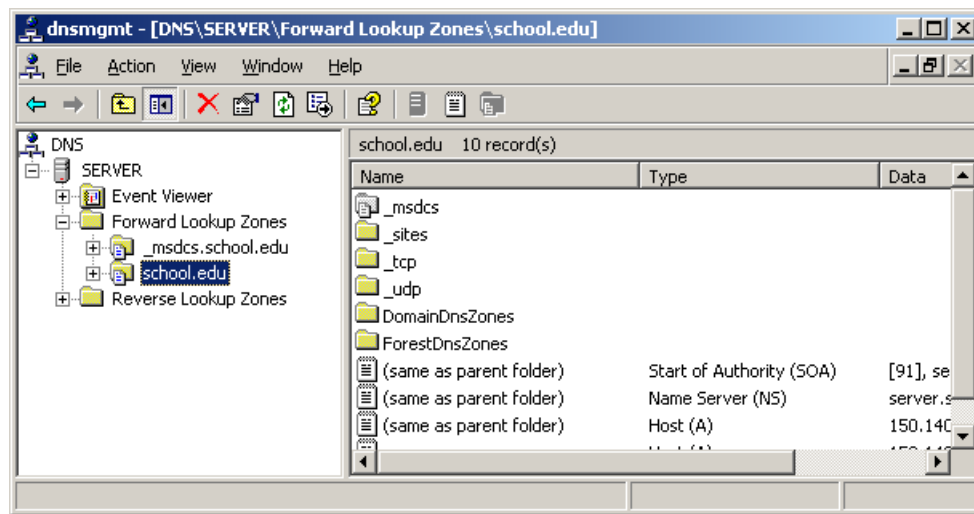 dnsmgmt - [DNS\SERVER\Forward Lookup Zones\school.edu]
File Action View Window Help
DNS
SERVER
Event Viewer
Forward Lookup Zones
_msdcs.school.edu
school.edu
Reverse Lookup Zones
school.edu 10 record(s)
Name Type Data
_msdcs
_sites
_tcp
_udp
DomainDnsZones
ForestDnsZones
(same as parent folder) Start of Authority (SOA) [91], se
(same as parent folder) Name Server (NS) server.s
(same as parent folder) Host (A) 150.140